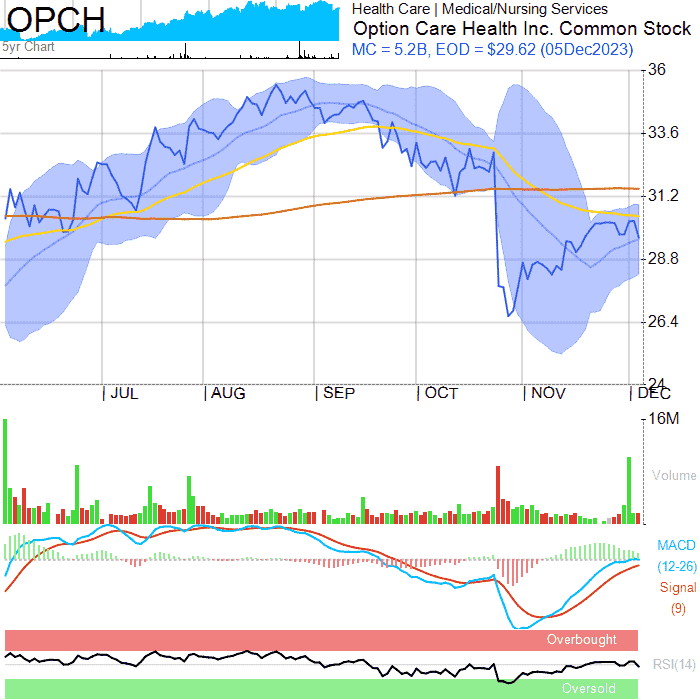 OPCH
5yr Chart
Health Care | Medical/Nursing Services
Option Care Health Inc. Common Stock
MC = 5.2B, EOD = $29.62 (05Dec2023)
36
33.6
31.2
28.8
26.4
24
|JUL |AUG |SEP |OCT |NOV |DEC
16M
Volume
MACD
(12-26)
Signal
(9)
Overbought
RSI(14)
Oversold